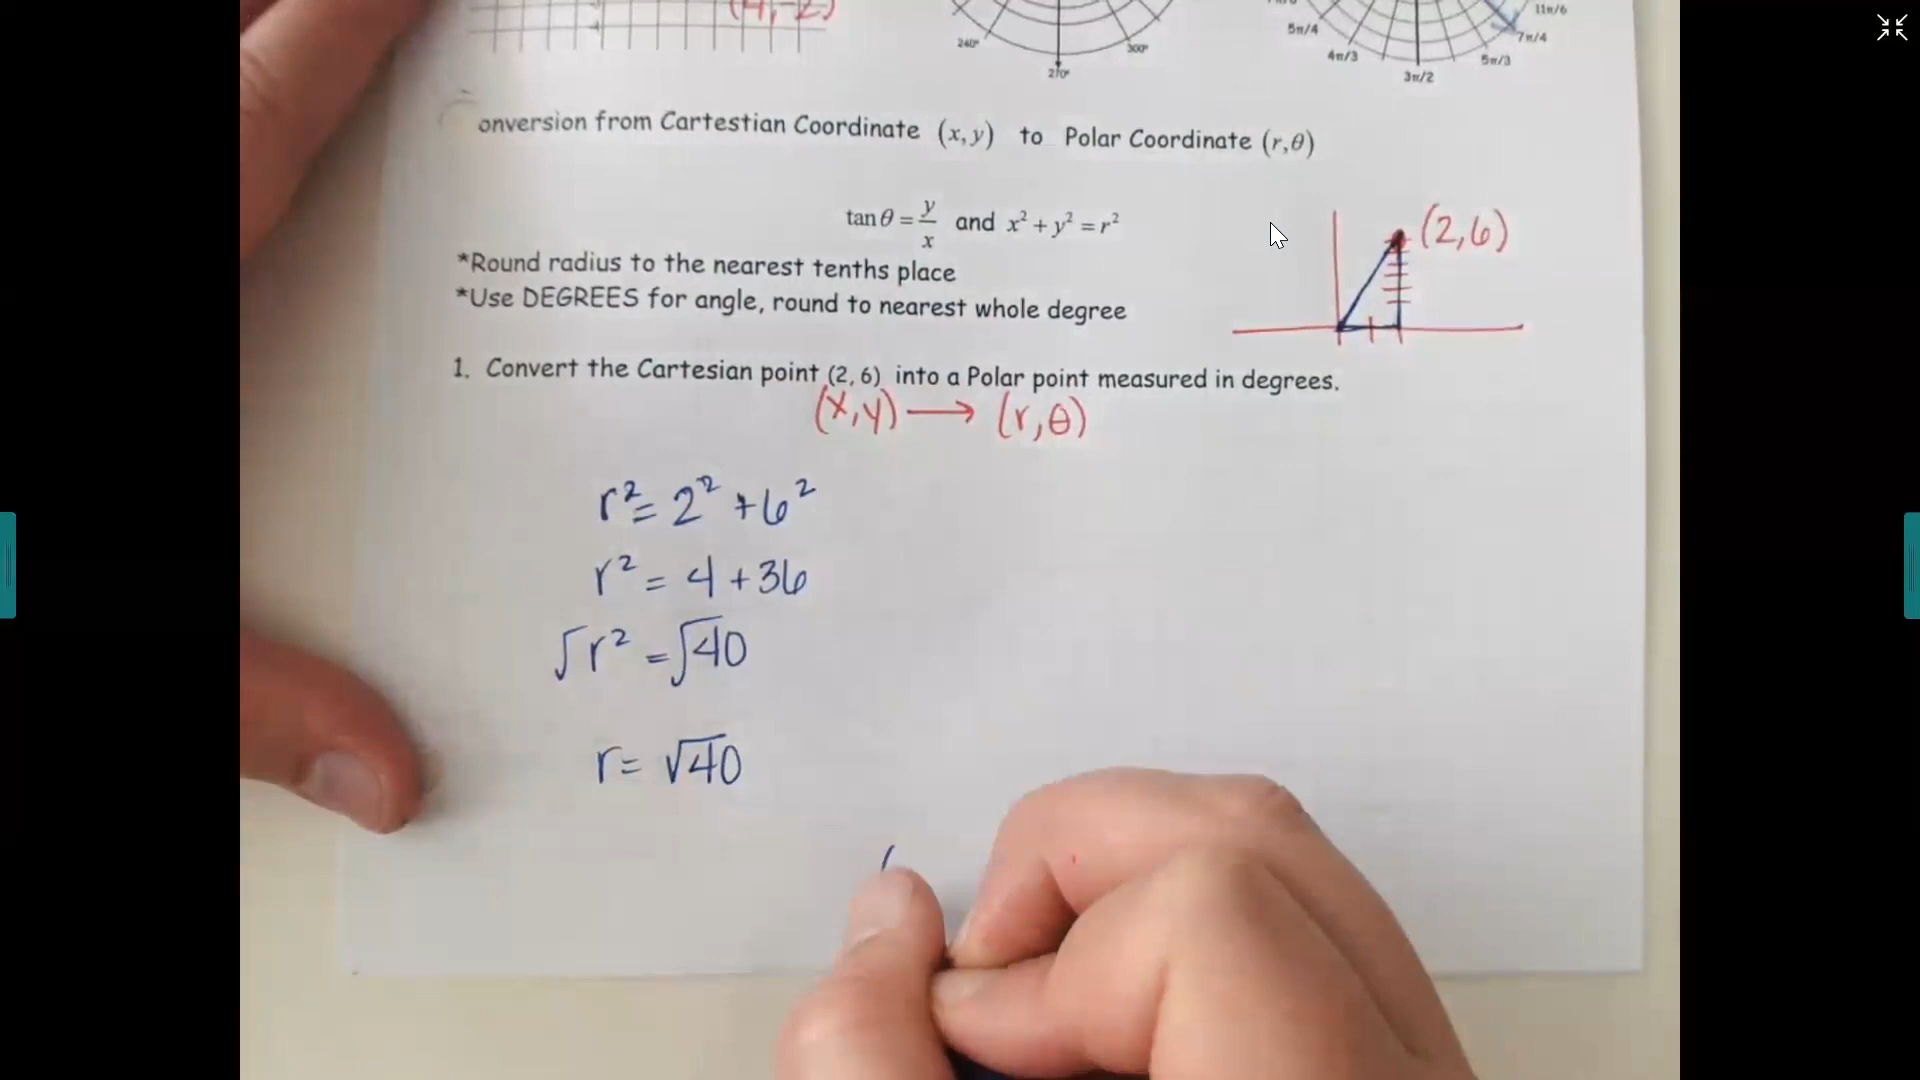 (4,-2)
240°
270°
300°
5π/4
4π/3
3π/2
5π/3
7π/4
11π/6
onversion from Cartestian Coordinate (x, y) to Polar Coordinate (r,θ)
tan θ = y/x and x² + y² = r²
*Round radius to the nearest tenths place
*Use DEGREES for angle, round to nearest whole degree
(2,6)
1. Convert the Cartesian point (2, 6) into a Polar point measured in degrees.
(x,y) → (r,θ)
r² = 2² + 6²
r² = 4 + 36
√r² = √40
r = √40
(